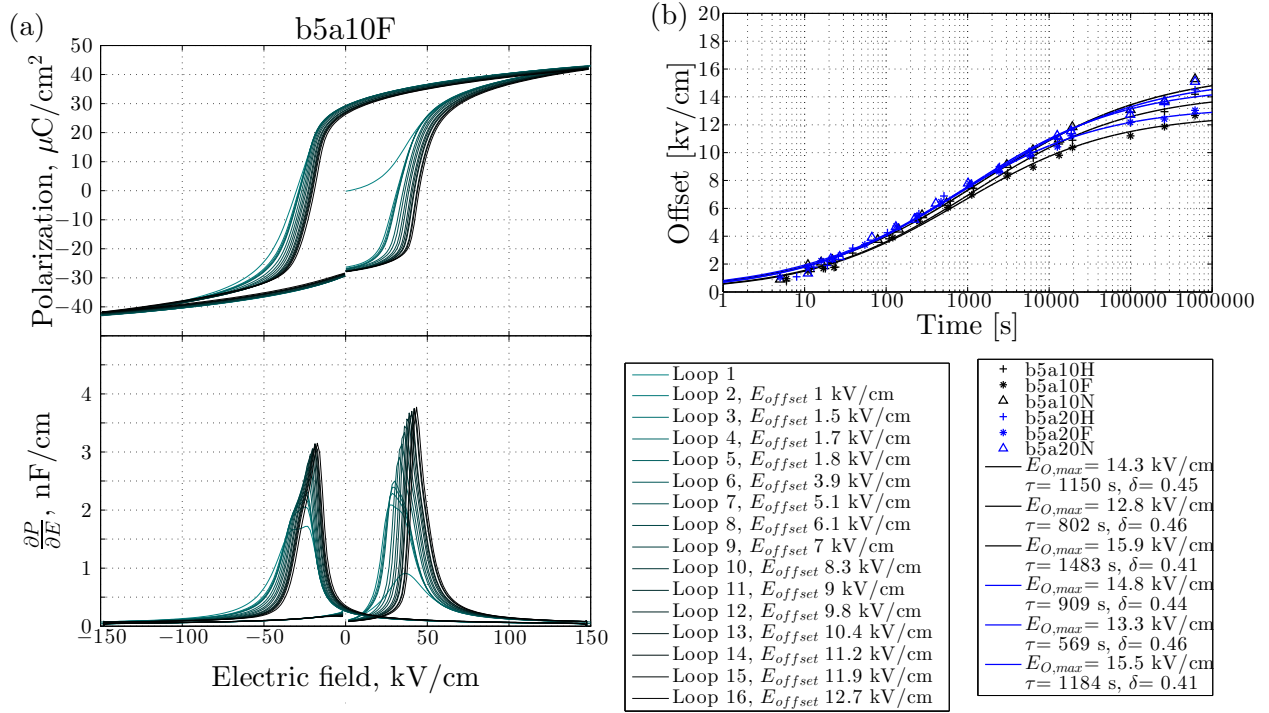 (a)
b5a10F
Polarization, μC/cm²
50
40
30
20
10
0
−10
−20
−30
−40
−100
−50
0
50
100
150
∂P/∂E, nF/cm
4
3
2
1
0
−150
−100
−50
0
50
100
150
Electric field, kV/cm
(b)
Offset [kv/cm]
20
18
16
14
12
10
8
6
4
2
0
1
10
100
1000
10000
100000
1000000
Time [s]
Loop 1
Loop 2, E_offset 1 kV/cm
Loop 3, E_offset 1.5 kV/cm
Loop 4, E_offset 1.7 kV/cm
Loop 5, E_offset 1.8 kV/cm
Loop 6, E_offset 3.9 kV/cm
Loop 7, E_offset 5.1 kV/cm
Loop 8, E_offset 6.1 kV/cm
Loop 9, E_offset 7 kV/cm
Loop 10, E_offset 8.3 kV/cm
Loop 11, E_offset 9 kV/cm
Loop 12, E_offset 9.8 kV/cm
Loop 13, E_offset 10.4 kV/cm
Loop 14, E_offset 11.2 kV/cm
Loop 15, E_offset 11.9 kV/cm
Loop 16, E_offset 12.7 kV/cm
b5a10H
b5a10F
b5a10N
b5a20H
b5a20F
b5a20N
E_O,max= 14.3 kV/cm
τ= 1150 s, δ= 0.45
E_O,max= 12.8 kV/cm
τ= 802 s, δ= 0.46
E_O,max= 15.9 kV/cm
τ= 1483 s, δ= 0.41
E_O,max= 14.8 kV/cm
τ= 909 s, δ= 0.44
E_O,max= 13.3 kV/cm
τ= 569 s, δ= 0.46
E_O,max= 15.5 kV/cm
τ= 1184 s, δ= 0.41